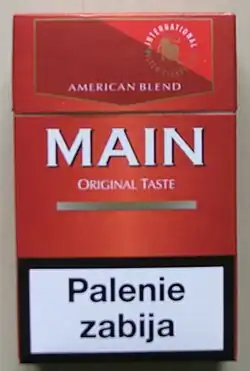 INTERNATIONAL
AMERICAN BLEND
MAIN
ORIGINAL TASTE
Palenie
zabija